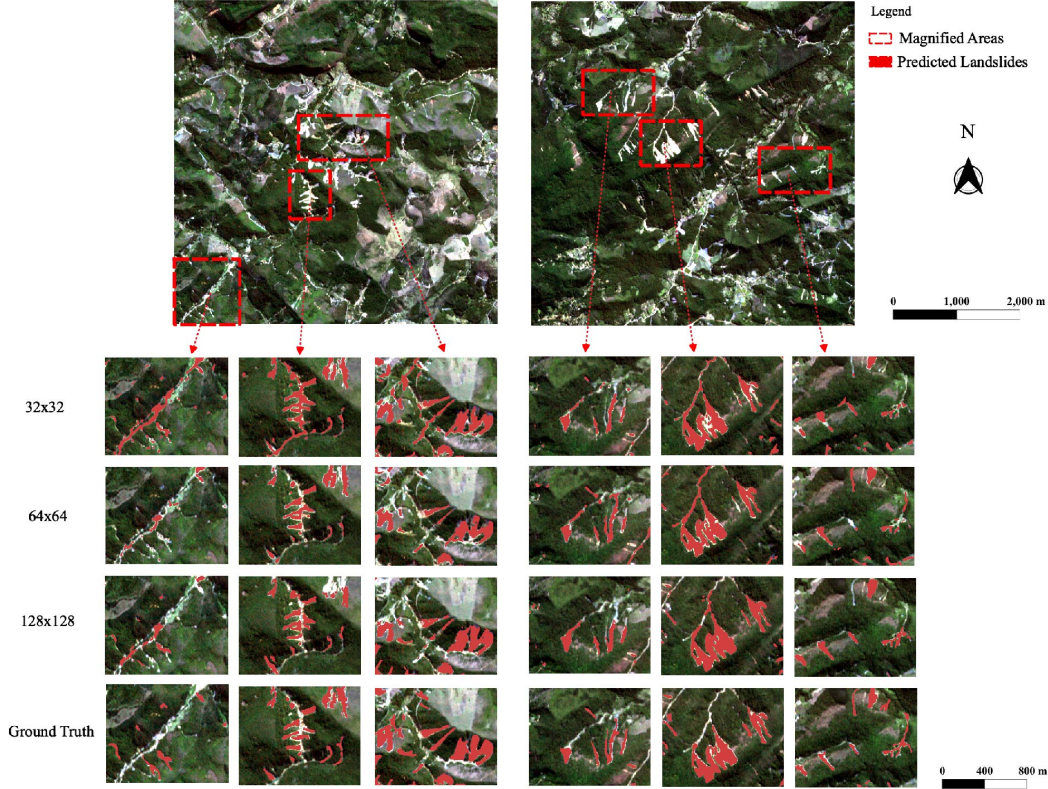 Legend
Magnified Areas
Predicted Landslides
N
0 1,000 2,000 m
32x32
64x64
128x128
Ground Truth
0 400 800 m